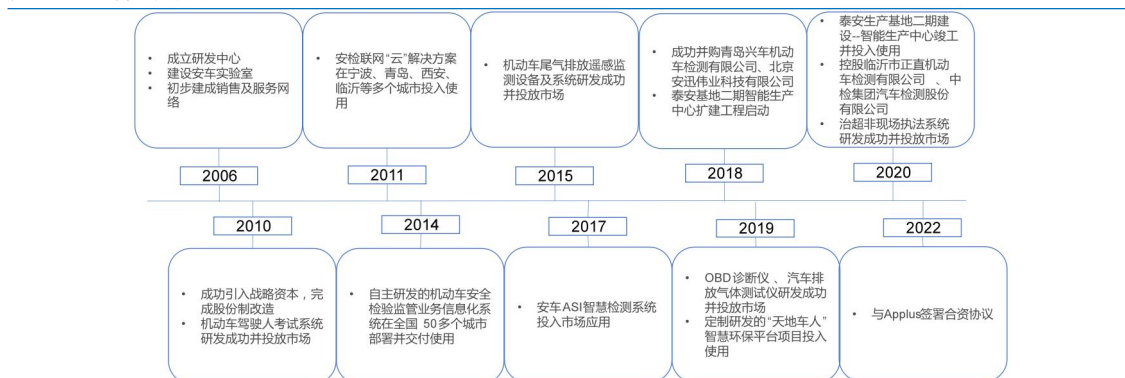 • 成立研发中心
• 建设安车实验室
• 初步建成销售及服务网
络
2006
• 安检联网“云”解决方案
在宁波、青岛、西安、
临沂等多个城市投入使
用
2011
• 机动车尾气排放遥感监
测设备及系统研发成功
并投放市场
2015
• 成功并购青岛兴车机动
车检测有限公司、北京
安迅伟业科技有限公司
• 泰安基地二期智能生产
中心扩建工程启动
2018
• 泰安生产基地二期建
设--智能生产中心竣工
并投入使用
• 控股临沂市正直机动
车检测有限公司 、中
检集团汽车检测股份
有限公司
• 治超非现场执法系统
研发成功并投放市场
2020
2010
• 成功引入战略资本，完
成股份制改造
• 机动车驾驶人考试系统
研发成功并投放市场
2014
• 自主研发的机动车安全
检验监管业务信息化系
统在全国 50多个城市
部署并交付使用
2017
• 安车ASI智慧检测系统
投入市场应用
2019
• OBD诊断仪 、汽车排
放气体测试仪研发成功
并投放市场
• 定制研发的“天地车人”
智慧环保平台项目投入
使用
2022
• 与Applus签署合资协议